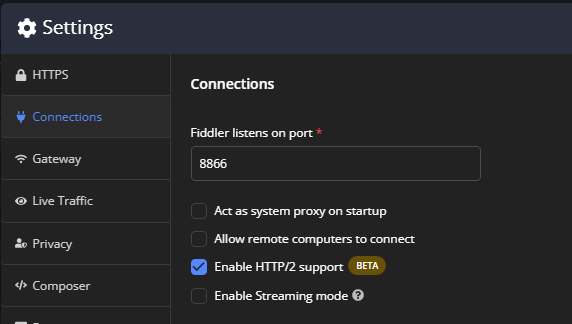 Settings
HTTPS
Connections
Gateway
Live Traffic
Privacy
Composer
Connections
Fiddler listens on port *
8866
Act as system proxy on startup
Allow remote computers to connect
Enable HTTP/2 support BETA
Enable Streaming mode ?